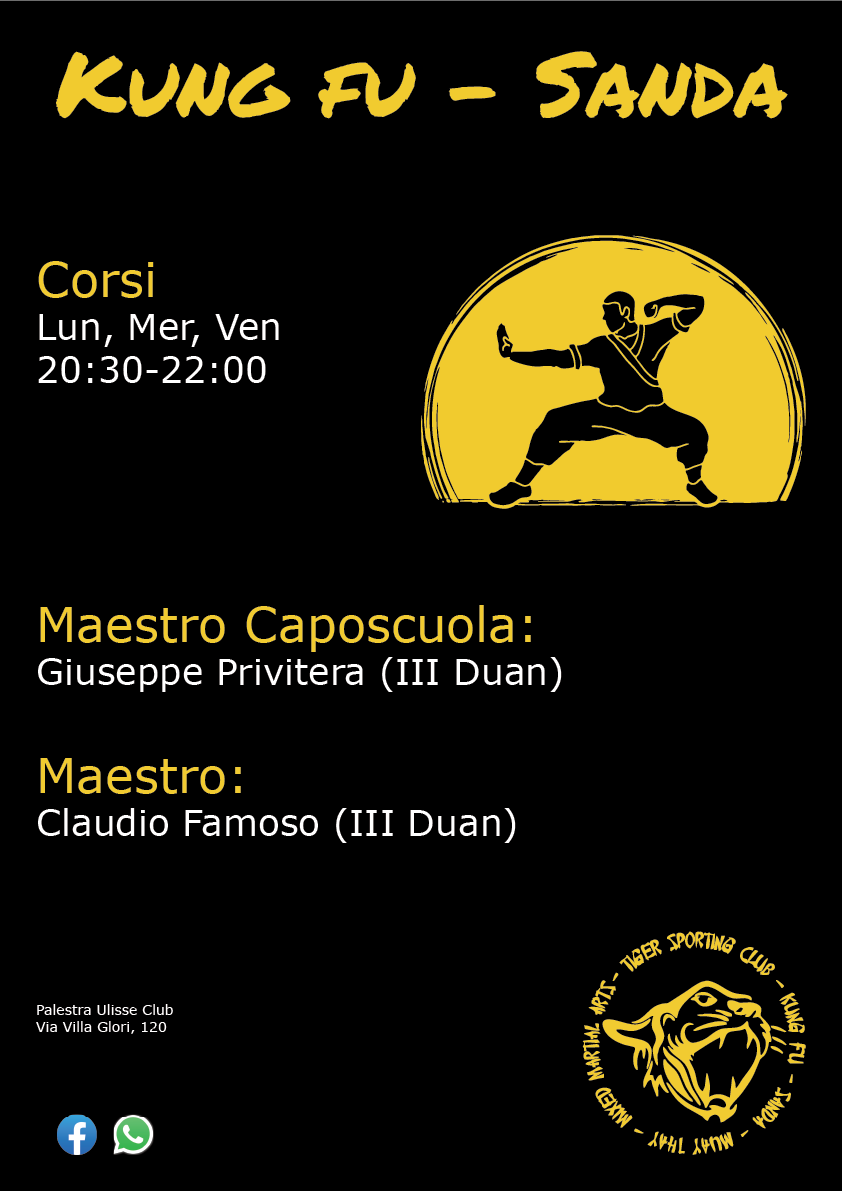 KUNG FU - SANDA
Corsi
Lun, Mer, Ven
20:30-22:00
Maestro Caposcuola:
Giuseppe Privitera (III Duan)
Maestro:
Claudio Famoso (III Duan)
Palestra Ulisse Club
Via Villa Glori, 120
TIGER SPORTING CLUB - KUNG FU - SANDA - MUAY THAY - MIXED MARTIAL ARTS -